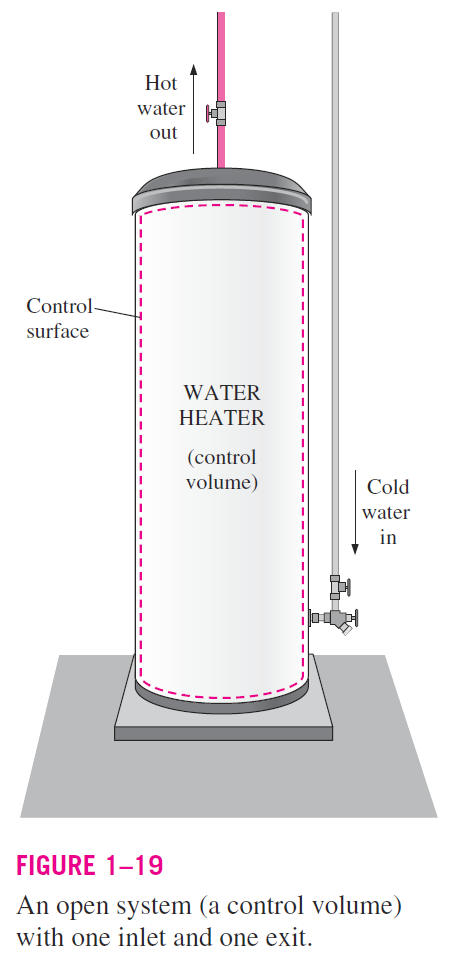 Hot
water
out
Control
surface
WATER
HEATER
(control
volume)
Cold
water
in
FIGURE 1–19
An open system (a control volume)
with one inlet and one exit.